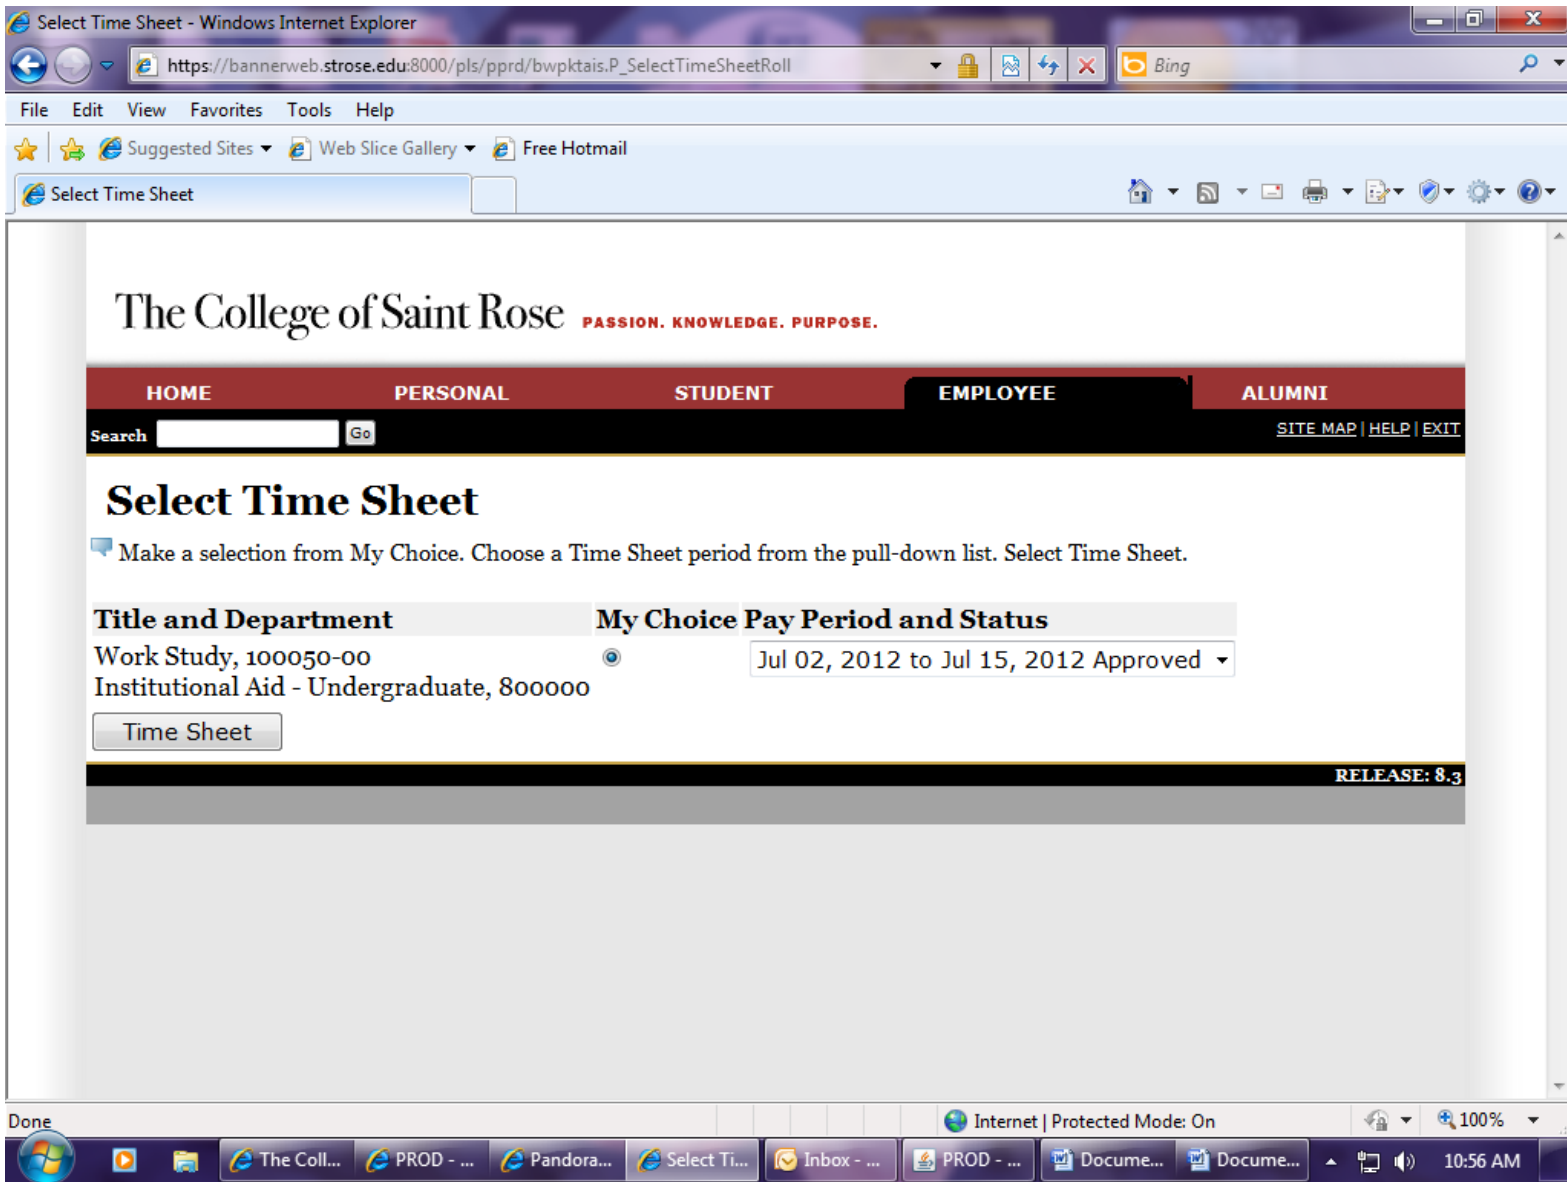 Select Time Sheet - Windows Internet Explorer
https://bannerweb.strose.edu:8000/pls/pprd/bwpktais.P_SelectTimeSheetRoll
Bing
File Edit View Favorites Tools Help
Suggested Sites Web Slice Gallery Free Hotmail
Select Time Sheet
The College of Saint Rose PASSION. KNOWLEDGE. PURPOSE.
HOME PERSONAL STUDENT EMPLOYEE ALUMNI
Search Go SITE MAP | HELP | EXIT
Select Time Sheet
Make a selection from My Choice. Choose a Time Sheet period from the pull-down list. Select Time Sheet.
Title and Department My Choice Pay Period and Status
Work Study, 100050-00 Jul 02, 2012 to Jul 15, 2012 Approved
Institutional Aid - Undergraduate, 800000
Time Sheet
RELEASE: 8.3
Done Internet | Protected Mode: On 100%
The Coll... PROD - ... Pandora... Select Ti... Inbox - ... PROD - ... Docume... Docume... 10:56 AM